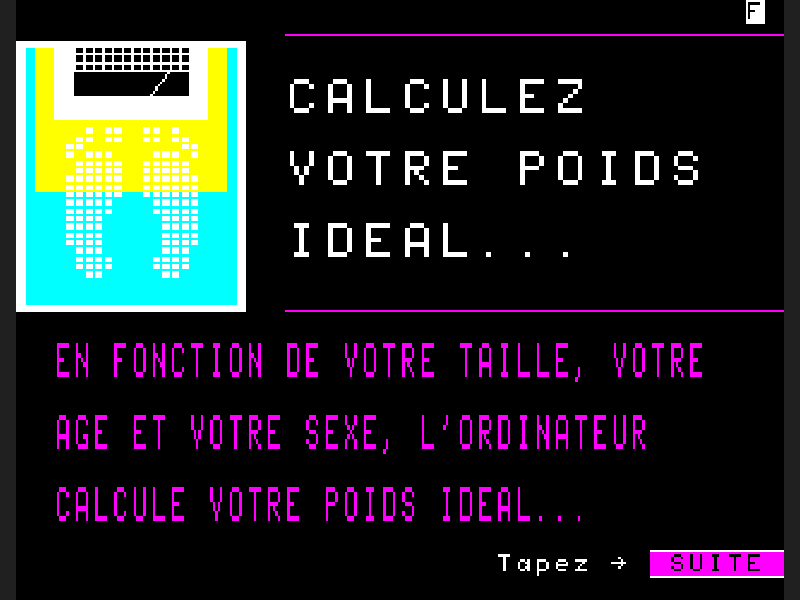 F
CALCULEZ
VOTRE POIDS
IDEAL...
EN FONCTION DE VOTRE TAILLE, VOTRE
AGE ET VOTRE SEXE, L'ORDINATEUR
CALCULE VOTRE POIDS IDEAL...
Tapez → SUITE